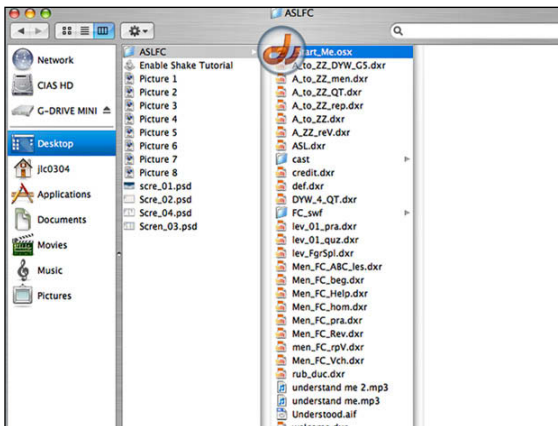 ASLFC
Network
CIAS HD
G-DRIVE MINI
Desktop
jlc0304
Applications
Documents
Movies
Music
Pictures
ASLFC
Enable Shake Tutorial
Picture 1
Picture 2
Picture 3
Picture 4
Picture 5
Picture 6
Picture 7
Picture 8
scre_01.psd
Scre_02.psd
Scre_04.psd
Scren_03.psd
art_Me.osx
A_to_ZZ_DYW_GS.dxr
A_to_ZZ_men.dxr
A_to_ZZ_QT.dxr
A_to_ZZ_rep.dxr
A_to_ZZ.dxr
A_ZZ_reV.dxr
ASL.dxr
cast
credit.dxr
def.dxr
DYW_4_QT.dxr
FC_swf
lev_01_pra.dxr
lev_01_quz.dxr
lev_FgrSpl.dxr
Men_FC_ABC_les.dxr
Men_FC_beg.dxr
Men_FC_Help.dxr
Men_FC_hom.dxr
Men_FC_pra.dxr
Men_FC_Rev.dxr
men_FC_rpV.dxr
Men_FC_Vch.dxr
rub_duc.dxr
understand me 2.mp3
understand me.mp3
Understood.aif